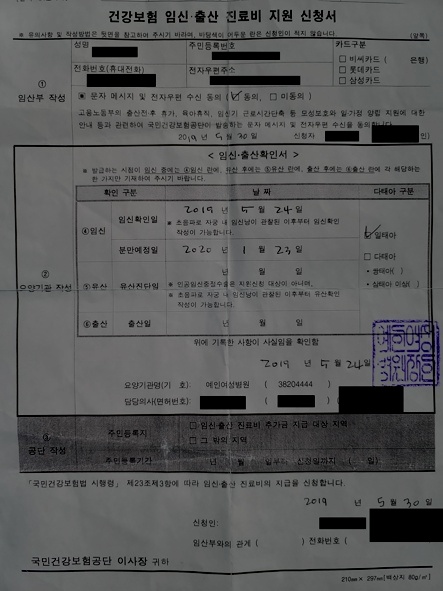 건강보험 임신·출산 진료비 지원 신청서
※ 유의사항 및 작성방법은 뒷면을 참고하여 주시기 바라며, 바탕색이 어두운 란은 신청인이 적지 않습니다. (앞쪽)
① 임산부 작성
성명
주민등록번호
카드구분
□ 비씨카드 ( 은행)
□ 롯데카드
□ 삼성카드
전화번호(휴대전화)
전자우편주소
▣ 문자 메시지 및 전자우편 수신 동의 (☑ 동의, □ 미동의 )
고용노동부의 출산전후 휴가, 육아휴직, 임신기 근로시간단축 등 모성보호와 일가정 양립 지원에 대한
안내 등과 관련하여 국민건강보험공단이 발송하는 문자 메시지 및 전자우편 수신을 동의합니다.
2019 년 5 월 30 일 신청인
② 요양기관 작성
< 임신·출산확인서 >
※ 발급하는 시점이 임신 중에는 ④임신 란에, 유산 후에는 ⑤유산 란에, 출산 후에는 ⑥출산 란에 각 해당하는
한 가지만 기재하여 주시기 바랍니다.
확인 구분 날 짜 다태아 구분
④임신 임신확인일 2019 년 5 월 24 일
※ 초음파로 자궁 내 임신낭이 관찰된 이후부터 임신확인
작성이 가능합니다.
분만예정일 2020 년 1 월 23 일
☑ 일태아
□ 다태아
· 쌍태아( )
· 삼태아 이상( )
⑤유산 유산진단일 년 월 일
※ 인공임신중절수술은 지원신청 대상이 아니며,
※ 초음파로 자궁 내 임신낭이 관찰된 이후부터 유산확인
작성이 가능합니다.
⑥출산 출산일 년 월 일
위에 기록한 사항이 사실임을 확인함
2019 년 5 월 24 일
요양기관명(기 호): 예인여성병원 ( 38204444 )
담당의사(면허번호): ( )
③ 공단 작성
주민등록지 □ 임신·출산 진료비 추가금 지급 대상 지역
□ 그 밖의 지역
주민등록기간 년 월 일부터 신청일까지 ( 일)
「국민건강보험법 시행령」 제23조제3항에 따라 임신·출산 진료비의 지급을 신청합니다.
2019 년 5 월 30 일
신청인:
임산부와의 관계 ( ) 전화번호 (
국민건강보험공단 이사장 귀하
210㎜× 297㎜[백상지 80g/㎡]